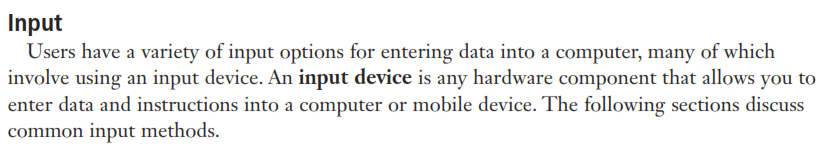 Input
Users have a variety of input options for entering data into a computer, many of which
involve using an input device. An input device is any hardware component that allows you to
enter data and instructions into a computer or mobile device. The following sections discuss
common input methods.